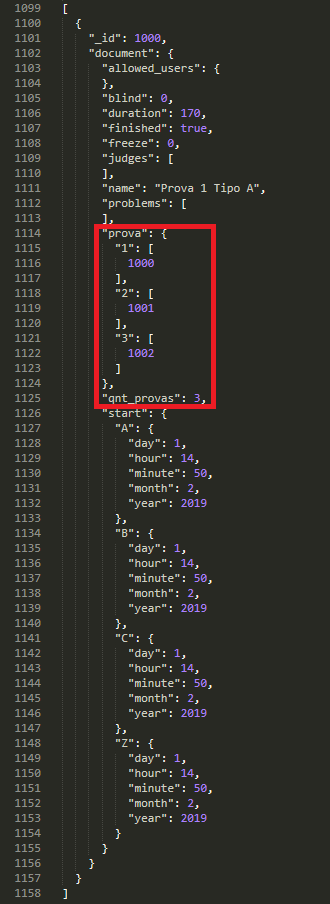 1099 [
1100   {
1101     "_id": 1000,
1102     "document": {
1103       "allowed_users": {
1104       },
1105       "blind": 0,
1106       "duration": 170,
1107       "finished": true,
1108       "freeze": 0,
1109       "judges": [
1110       ],
1111       "name": "Prova 1 Tipo A",
1112       "problems": [
1113       ],
1114       "prova": {
1115         "1": [
1116           1000
1117         ],
1118         "2": [
1119           1001
1120         ],
1121         "3": [
1122           1002
1123         ]
1124       },
1125       "qnt_provas": 3,
1126       "start": {
1127         "A": {
1128           "day": 1,
1129           "hour": 14,
1130           "minute": 50,
1131           "month": 2,
1132           "year": 2019
1133         },
1134         "B": {
1135           "day": 1,
1136           "hour": 14,
1137           "minute": 50,
1138           "month": 2,
1139           "year": 2019
1140         },
1141         "C": {
1142           "day": 1,
1143           "hour": 14,
1144           "minute": 50,
1145           "month": 2,
1146           "year": 2019
1147         },
1148         "Z": {
1149           "day": 1,
1150           "hour": 14,
1151           "minute": 50,
1152           "month": 2,
1153           "year": 2019
1154         }
1155       }
1156     }
1157   }
1158 ]